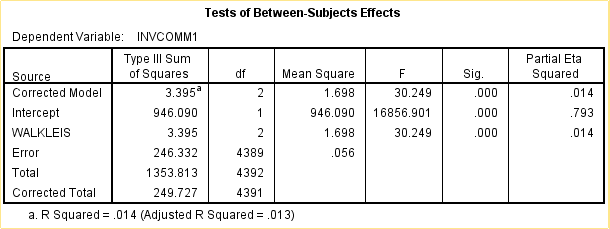 Tests of Between-Subjects Effects
Dependent Variable: INVCOMM1
Source Type III Sum of Squares df Mean Square F Sig. Partial Eta Squared
Corrected Model 3.395a 2 1.698 30.249 .000 .014
Intercept 946.090 1 946.090 16856.901 .000 .793
WALKLEIS 3.395 2 1.698 30.249 .000 .014
Error 246.332 4389 .056
Total 1353.813 4392
Corrected Total 249.727 4391
a. R Squared = .014 (Adjusted R Squared = .013)